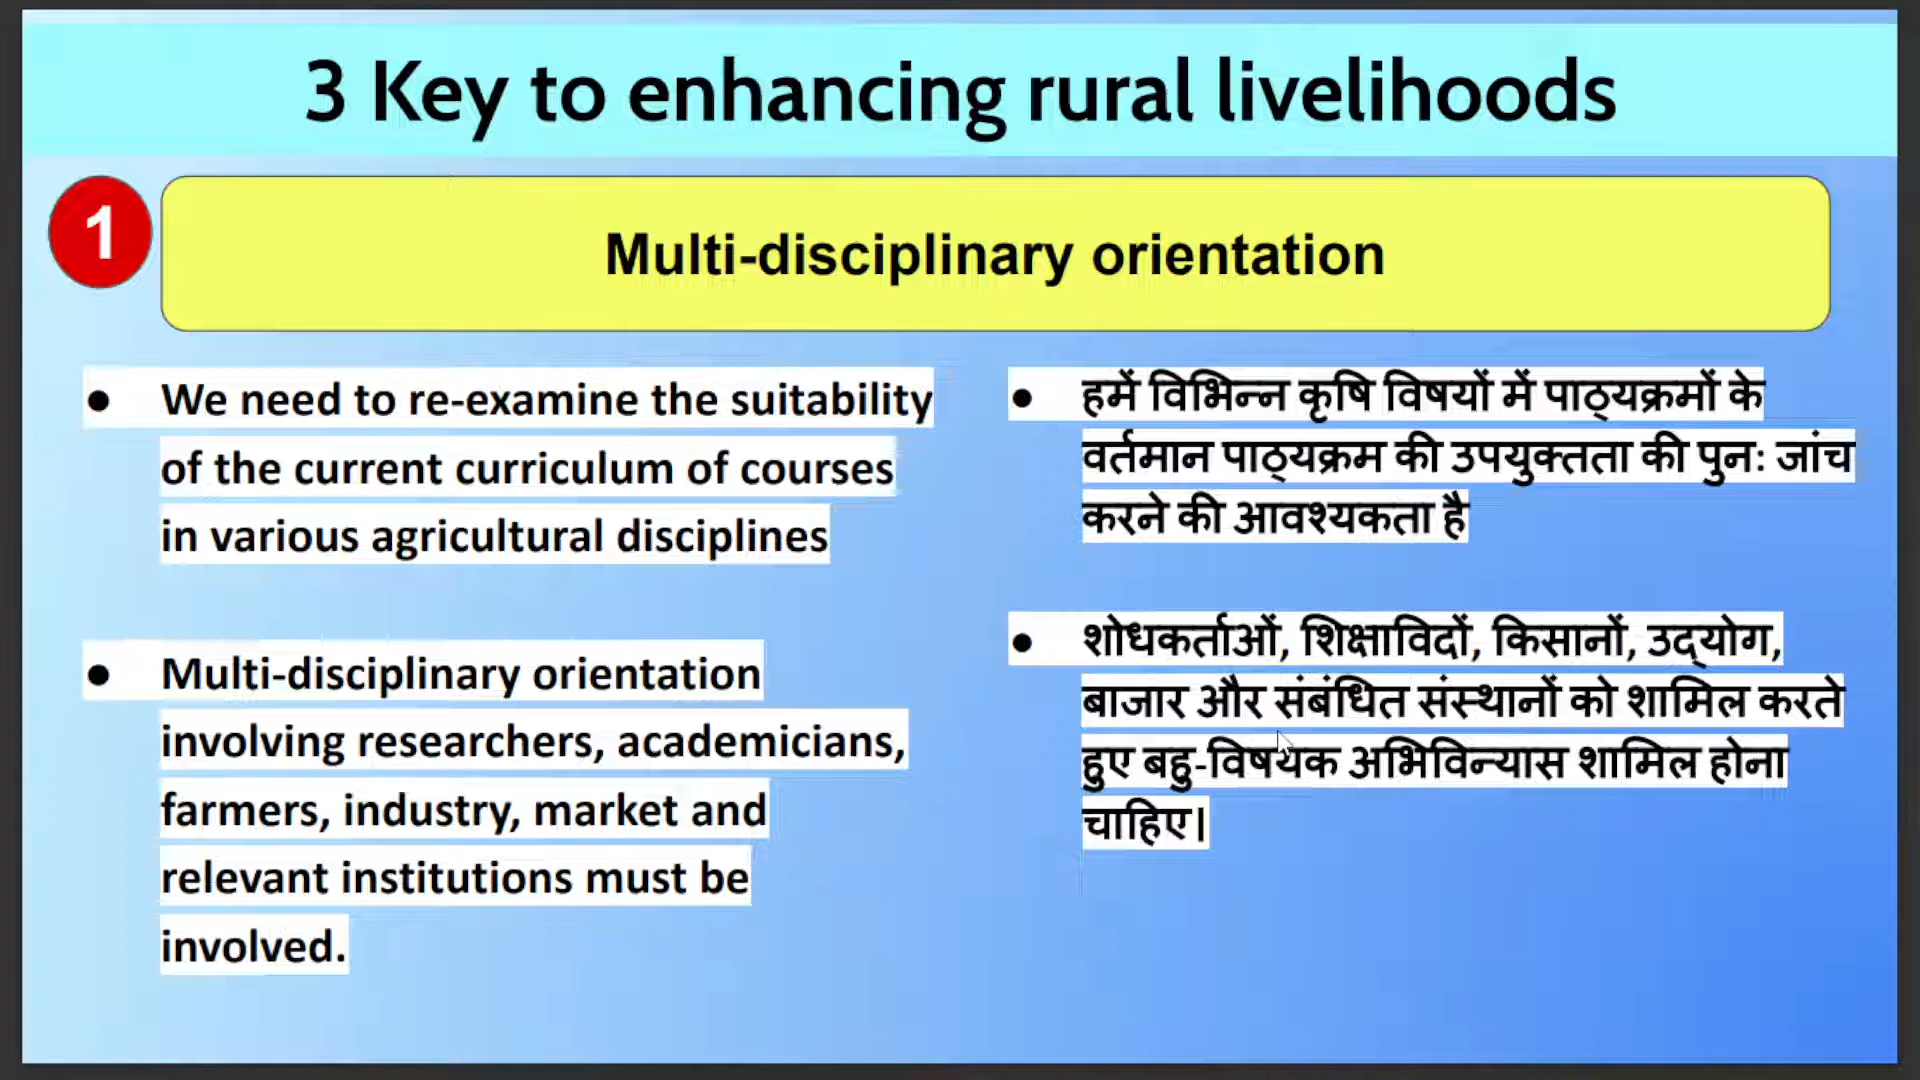 3 Key to enhancing rural livelihoods
1
Multi-disciplinary orientation
● We need to re-examine the suitability
of the current curriculum of courses
in various agricultural disciplines
● Multi-disciplinary orientation
involving researchers, academicians,
farmers, industry, market and
relevant institutions must be
involved.
● हमें विभिन्न कृषि विषयों में पाठ्यक्रमों के
वर्तमान पाठ्यक्रम की उपयुक्तता की पुनः जांच
करने की आवश्यकता है
● शोधकर्ताओं, शिक्षाविदों, किसानों, उद्योग,
बाजार और संबंधित संस्थानों को शामिल करते
हुए बहु-विषयक अभिविन्यास शामिल होना
चाहिए।